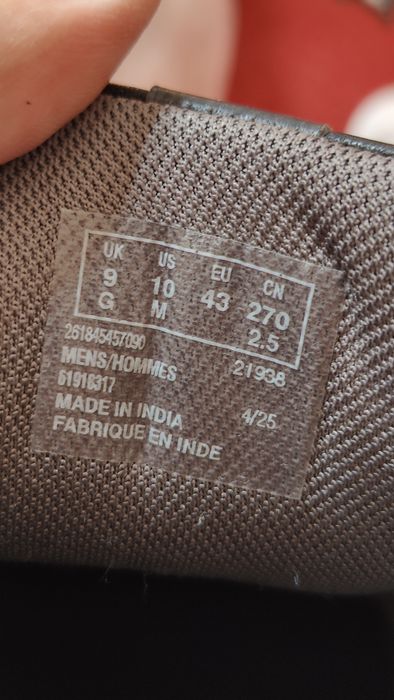 UK US EU CN
9 10 43 270
G M 2.5
261845457090
MENS/HOMMES 21938
61916317
MADE IN INDIA 4/25
FABRIQUE EN INDE